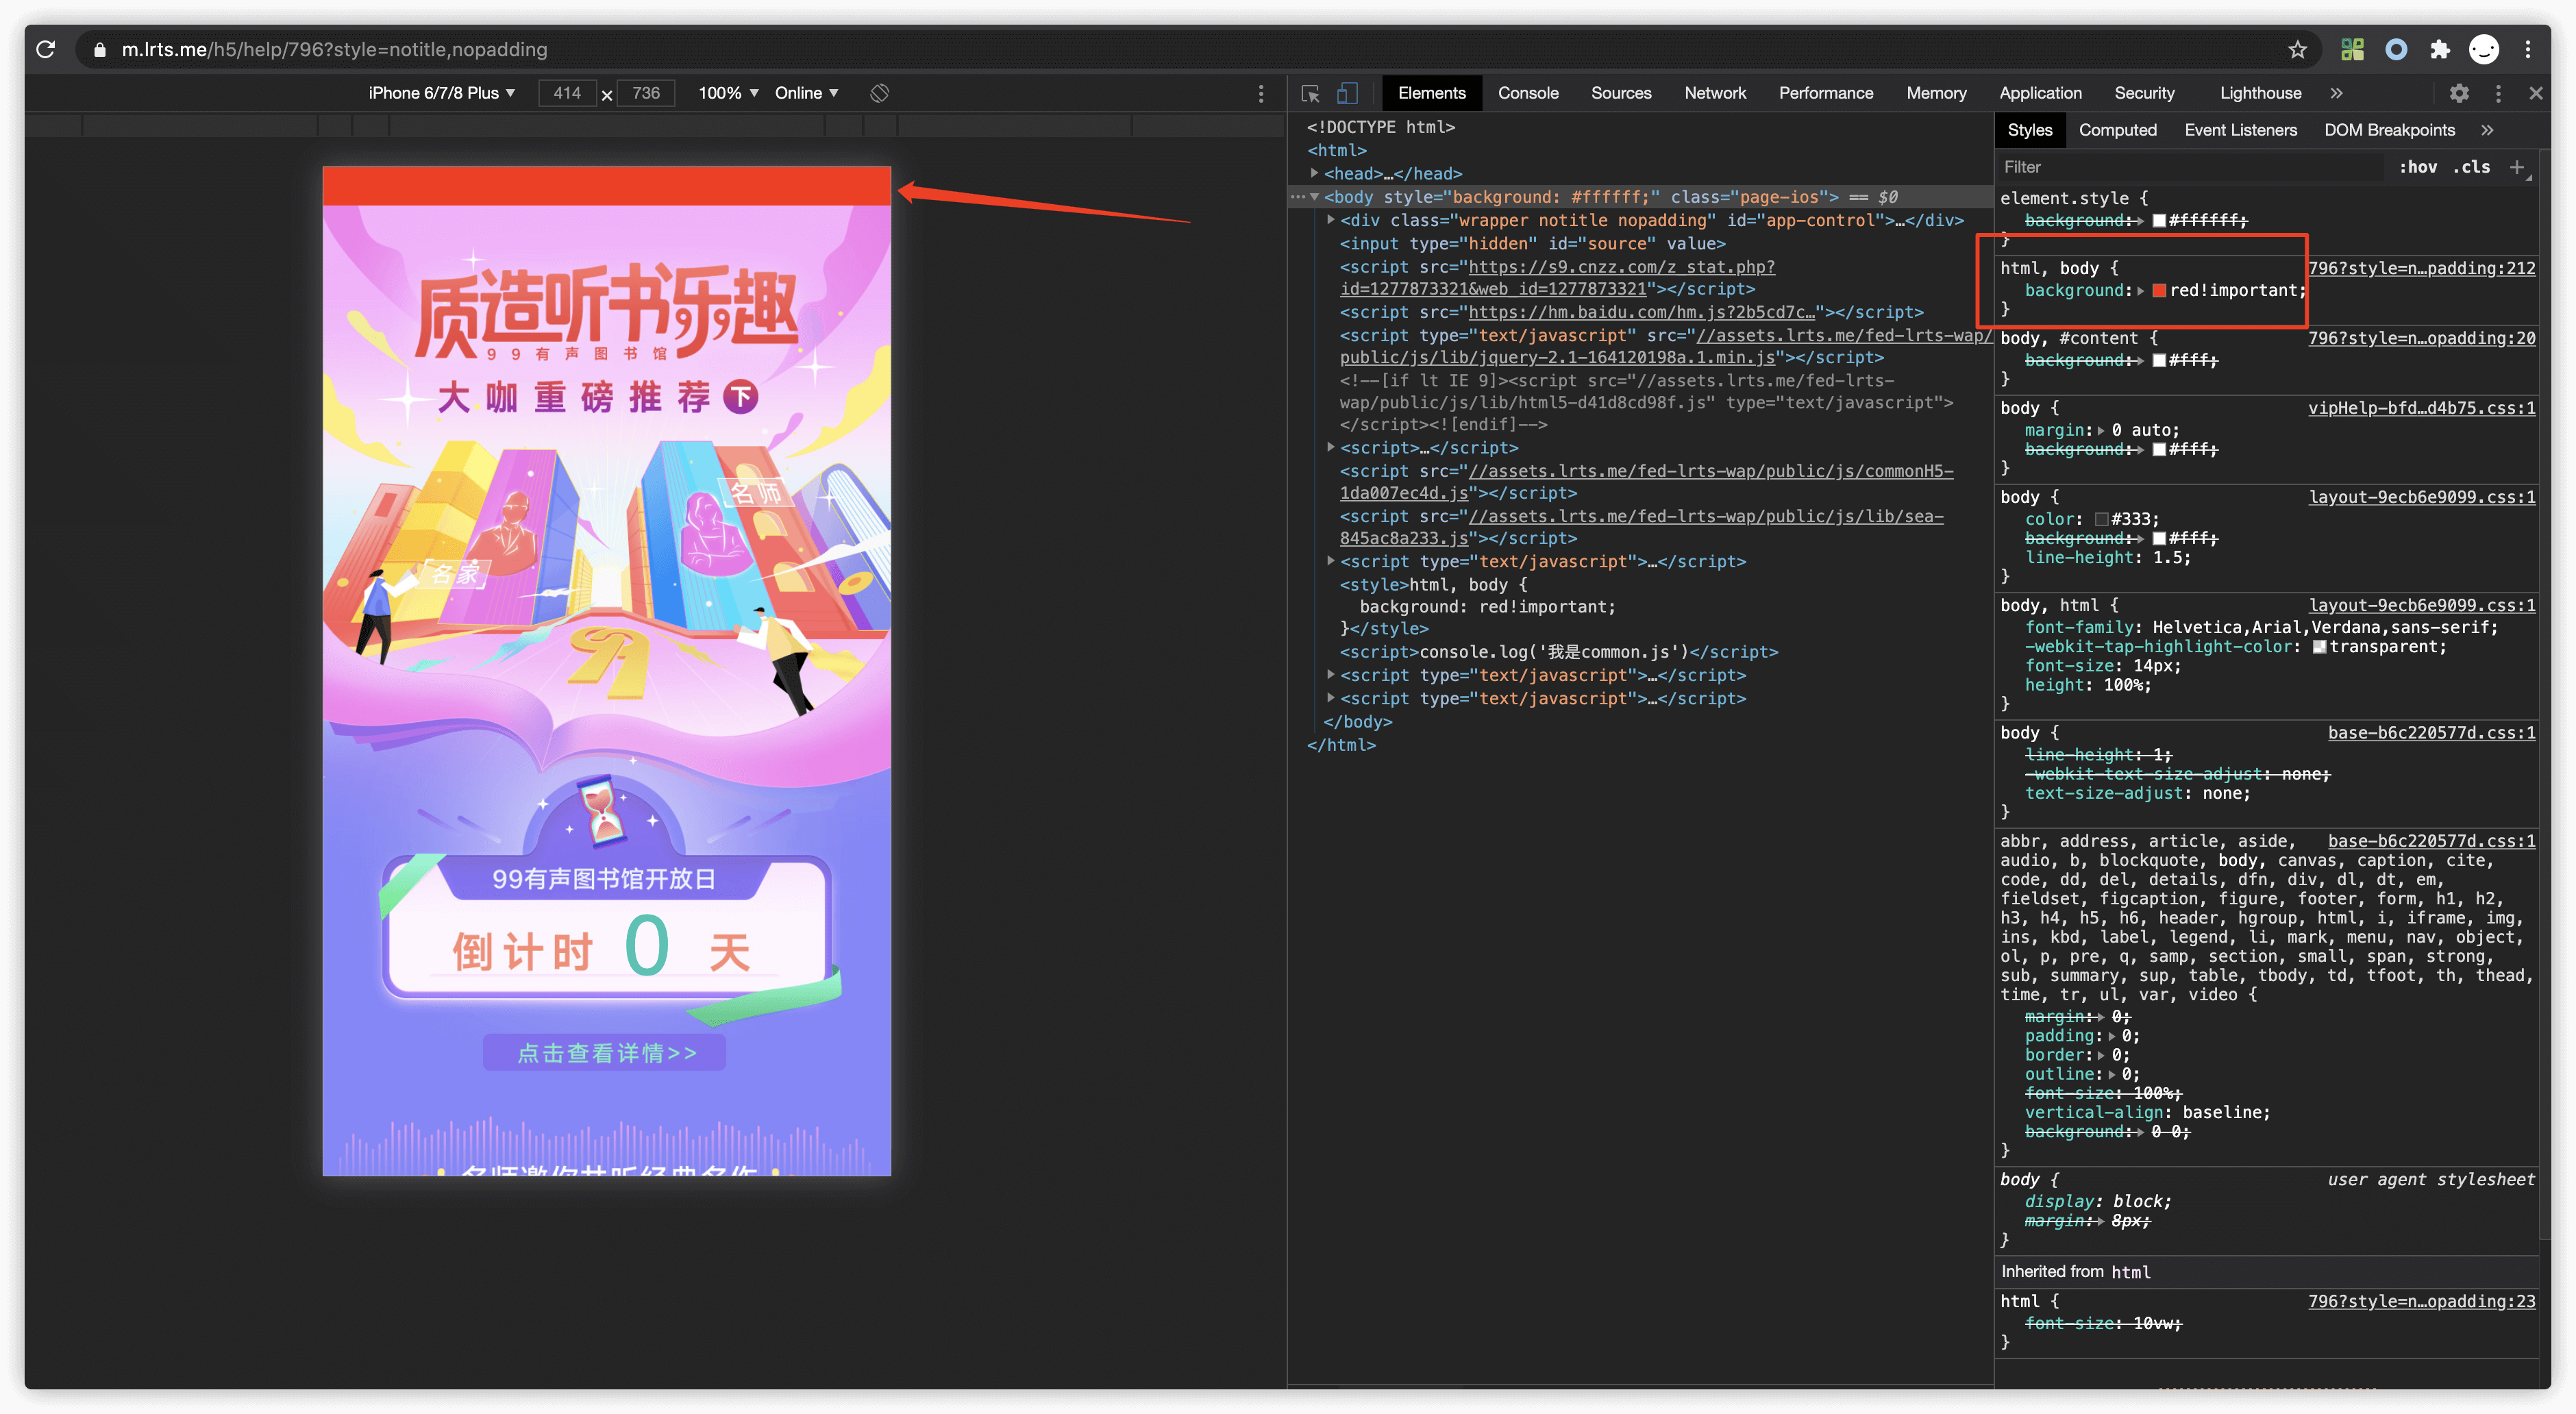 m.lrts.me/h5/help/796?style=notitle,nopadding
iPhone 6/7/8 Plus
414
×
736
100%
Online
Elements
Console
Sources
Network
Performance
Memory
Application
Security
Lighthouse
质造听书乐趣
99有声图书馆
大咖重磅推荐
下
名师
名家
99
99有声图书馆开放日
倒计时 0 天
点击查看详情>>
名师邀你共听经典名作
<!DOCTYPE html>
<html>
<head>…</head>
<body style="background: #ffffff;" class="page-ios"> == $0
<div class="wrapper notitle nopadding" id="app-control">…</div>
<input type="hidden" id="source" value>
<script src="https://s9.cnzz.com/z_stat.php?
id=1277873321&web_id=1277873321"></script>
<script src="https://hm.baidu.com/hm.js?2b5cd7c…"></script>
<script type="text/javascript" src="//assets.lrts.me/fed-lrts-wap/
public/js/lib/jquery-2.1-164120198a.1.min.js"></script>
<!--[if lt IE 9]><script src="//assets.lrts.me/fed-lrts-
wap/public/js/lib/html5-d41d8cd98f.js" type="text/javascript">
</script><![endif]-->
<script>…</script>
<script src="//assets.lrts.me/fed-lrts-wap/public/js/commonH5-
1da007ec4d.js"></script>
<script src="//assets.lrts.me/fed-lrts-wap/public/js/lib/sea-
845ac8a233.js"></script>
<script type="text/javascript">…</script>
<style>html, body {
background: red!important;
}</style>
<script>console.log('我是common.js')</script>
<script type="text/javascript">…</script>
<script type="text/javascript">…</script>
</body>
</html>
Styles
Computed
Event Listeners
DOM Breakpoints
Filter
:hov
.cls
element.style {
background: #ffffff;
}
html, body {
796?style=n…padding:212
background: red!important;
}
body, #content {
796?style=n…opadding:20
background: #fff;
}
body {
vipHelp-bfd…d4b75.css:1
margin: 0 auto;
background: #fff;
}
body {
layout-9ecb6e9099.css:1
color: #333;
background: #fff;
line-height: 1.5;
}
body, html {
layout-9ecb6e9099.css:1
font-family: Helvetica,Arial,Verdana,sans-serif;
-webkit-tap-highlight-color: transparent;
font-size: 14px;
height: 100%;
}
body {
base-b6c220577d.css:1
line-height: 1;
-webkit-text-size-adjust: none;
text-size-adjust: none;
}
abbr, address, article, aside,
base-b6c220577d.css:1
audio, b, blockquote, body, canvas, caption, cite,
code, dd, del, details, dfn, div, dl, dt, em,
fieldset, figcaption, figure, footer, form, h1, h2,
h3, h4, h5, h6, header, hgroup, html, i, iframe, img,
ins, kbd, label, legend, li, mark, menu, nav, object,
ol, p, pre, q, samp, section, small, span, strong,
sub, summary, sup, table, tbody, td, tfoot, th, thead,
time, tr, ul, var, video {
margin: 0;
padding: 0;
border: 0;
outline: 0;
font-size: 100%;
vertical-align: baseline;
background: 0 0;
}
body {
user agent stylesheet
display: block;
margin: 8px;
}
Inherited from html
html {
796?style=n…opadding:23
font-size: 10vw;
}